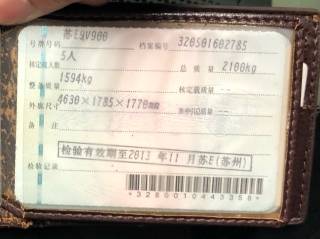 号牌号码 苏E9V900 档案编号 320501602785
核定载人数 5人 总质量 2100kg
整备质量 1594kg 核定载质量 --
外廓尺寸 4630×1785×1770mm 准牵引总质量 --
备注
检验有效期至2013年11月苏E(苏州)
检验记录
*3280010443358*